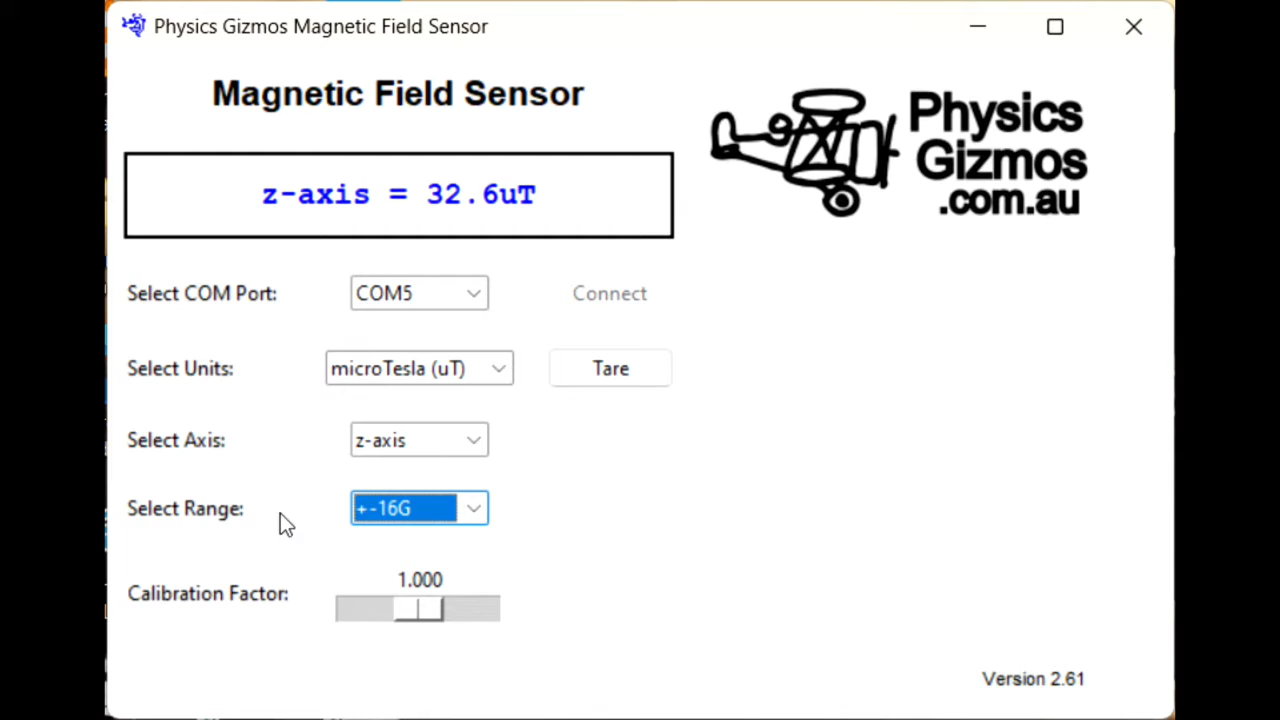 Physics Gizmos Magnetic Field Sensor
Magnetic Field Sensor
Physics
Gizmos
.com.au
z-axis = 32.6uT
Select COM Port: COM5 Connect
Select Units: microTesla (uT) Tare
Select Axis: z-axis
Select Range: +-16G
1.000
Calibration Factor:
Version 2.61